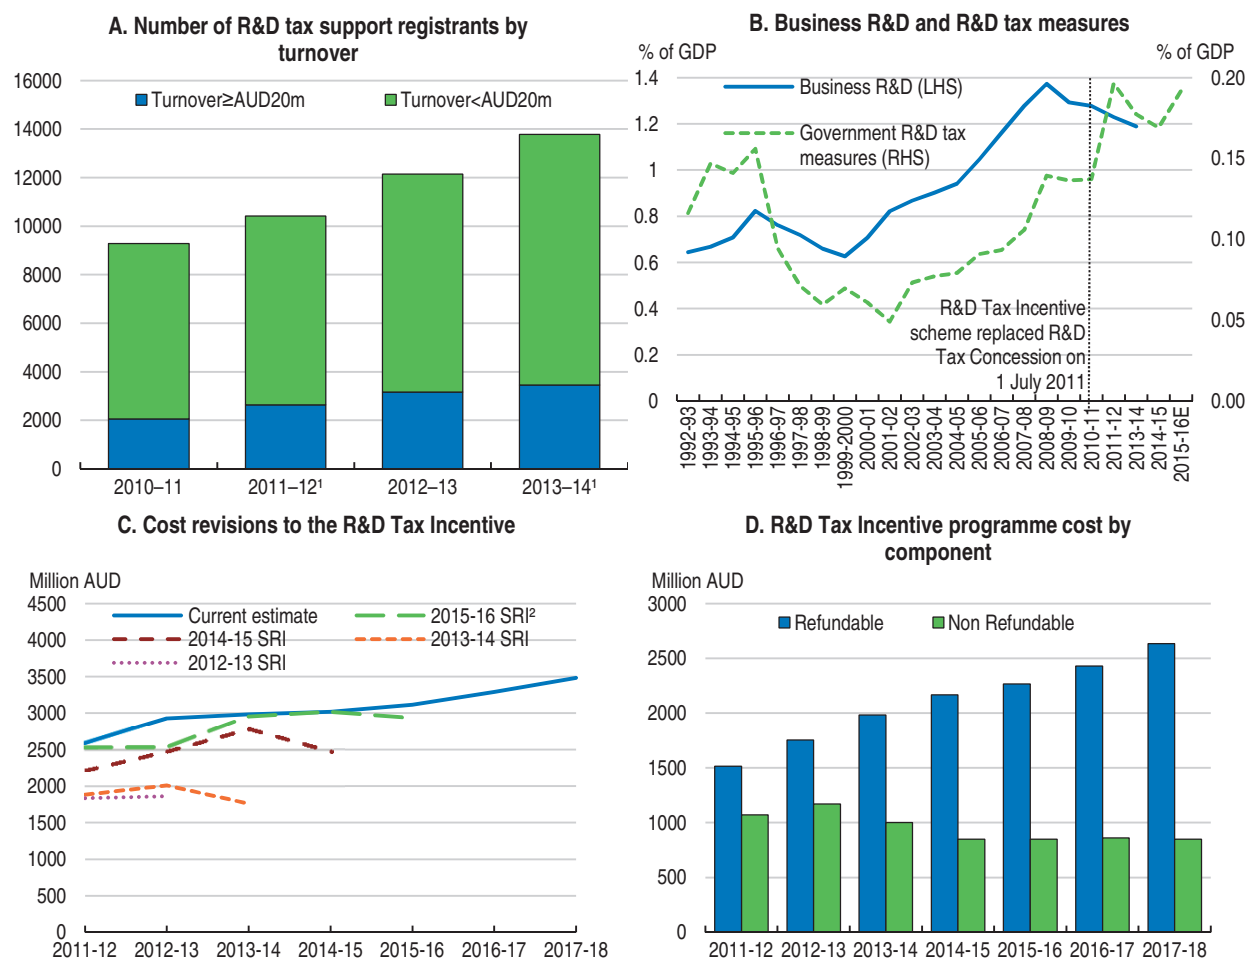 A. Number of R&D tax support registrants by
turnover
16000
14000
12000
10000
8000
6000
4000
2000
0
Turnover≥AUD20m
Turnover<AUD20m
2010–11
2011–12¹
2012–13
2013–14¹
B. Business R&D and R&D tax measures
% of GDP
% of GDP
1.4
1.2
1
0.8
0.6
0.4
0.2
0
0.20
0.15
0.10
0.05
0.00
Business R&D (LHS)
Government R&D tax
measures (RHS)
R&D Tax Incentive
scheme replaced R&D
Tax Concession on
1 July 2011
1992-93
1993-94
1994-95
1995-96
1996-97
1997-98
1998-99
1999-2000
2000-01
2001-02
2002-03
2003-04
2004-05
2005-06
2006-07
2007-08
2008-09
2009-10
2010-11
2011-12
2013-14
2014-15
2015-16E
C. Cost revisions to the R&D Tax Incentive
Million AUD
4500
4000
3500
3000
2500
2000
1500
1000
500
0
Current estimate
2015-16 SRI²
2014-15 SRI
2013-14 SRI
2012-13 SRI
2011-12
2012-13
2013-14
2014-15
2015-16
2016-17
2017-18
D. R&D Tax Incentive programme cost by
component
Million AUD
3000
2500
2000
1500
1000
500
0
Refundable
Non Refundable
2011-12
2012-13
2013-14
2014-15
2015-16
2016-17
2017-18